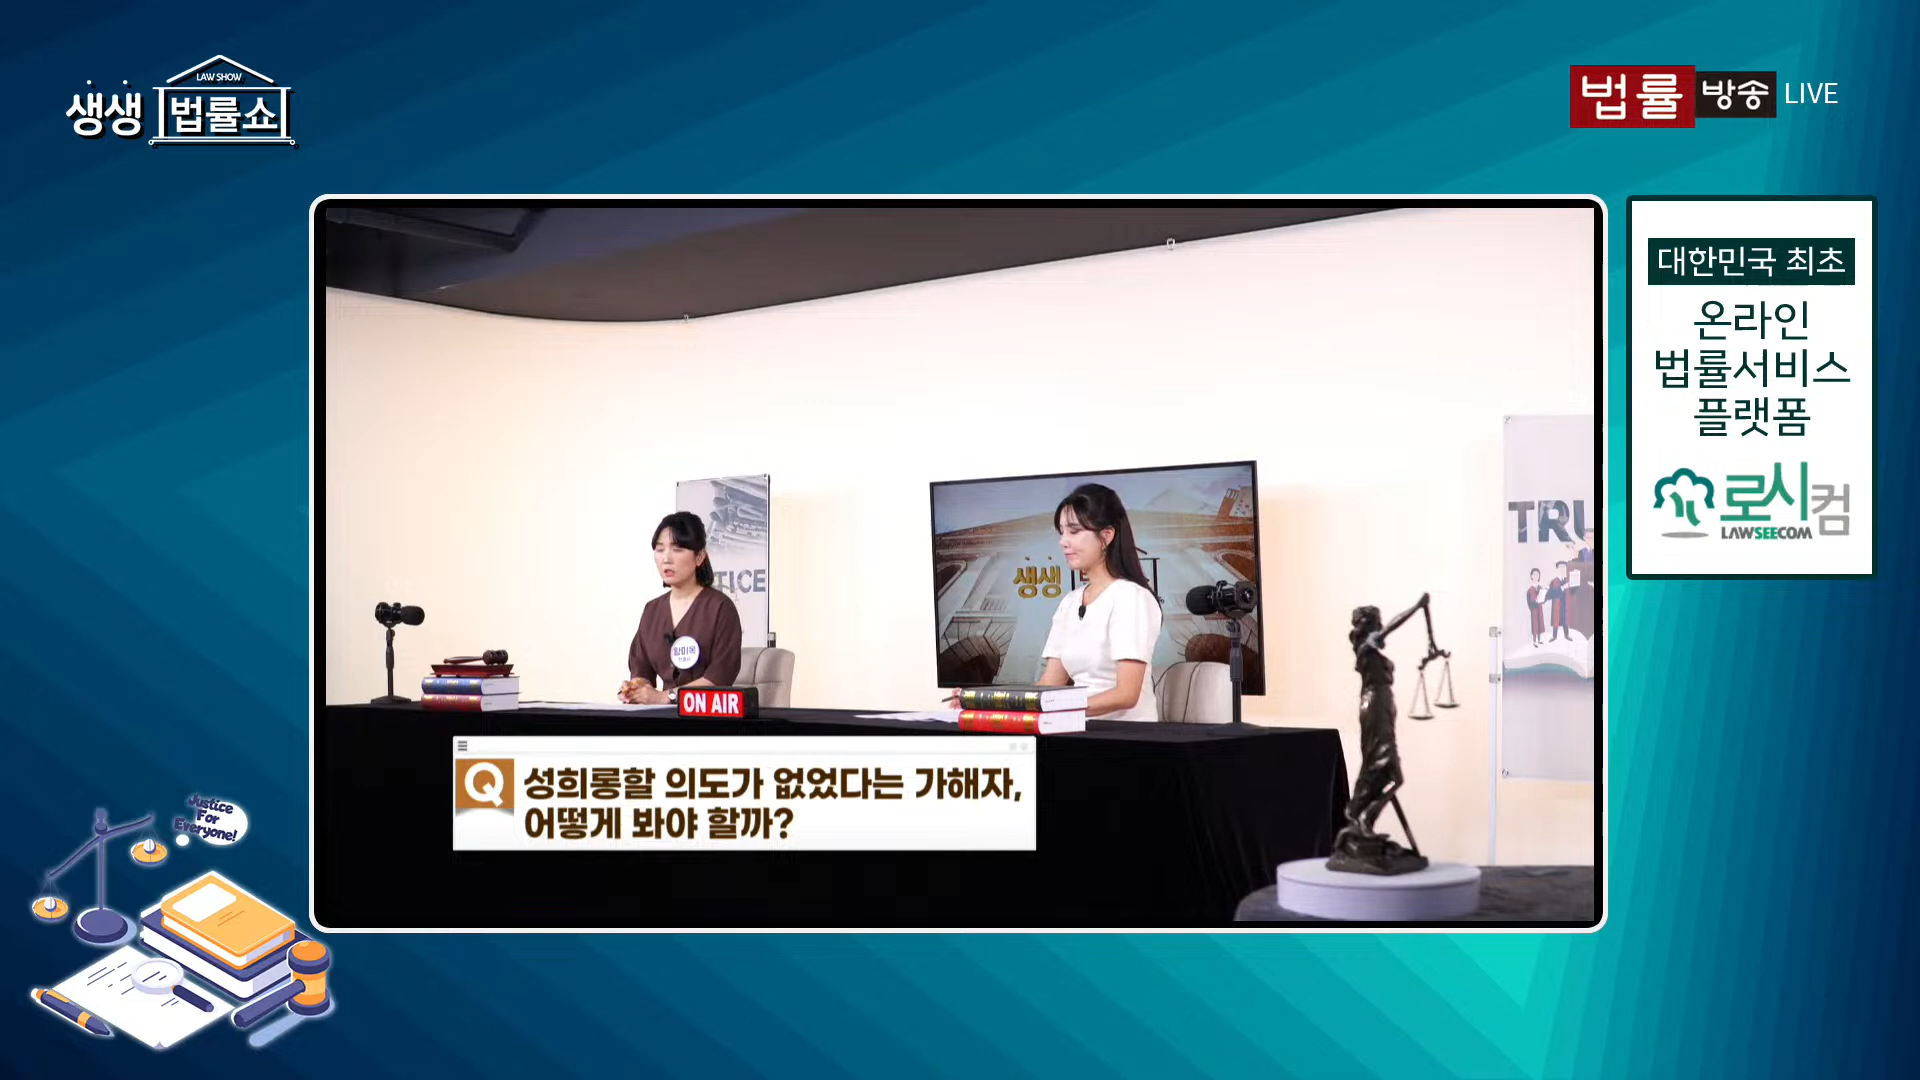 LAW SHOW
생생 법률쇼
법률방송 LIVE
대한민국 최초
온라인
법률서비스
플랫폼
로시컴
LAWSEECOM
TICE
생생
TRU
ON AIR
Q 성희롱할 의도가 없었다는 가해자,
어떻게 봐야 할까?
Justice
For
Everyone!